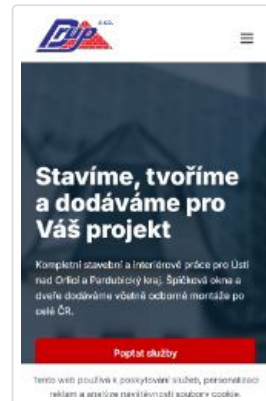 & CO.
Stavíme, tvoříme
a dodáváme pro
Váš projekt
Kompletní stavební a interiérové práce pro Ústí
nad Orlicí a Pardubický kraj. Špičková okna a
dveře dodáváme včetně odborné montáže po
celé ČR.
Poptat služby
Tento web používá k poskytování služeb, personalizaci
reklam a analýze návštěvnosti soubory cookie.